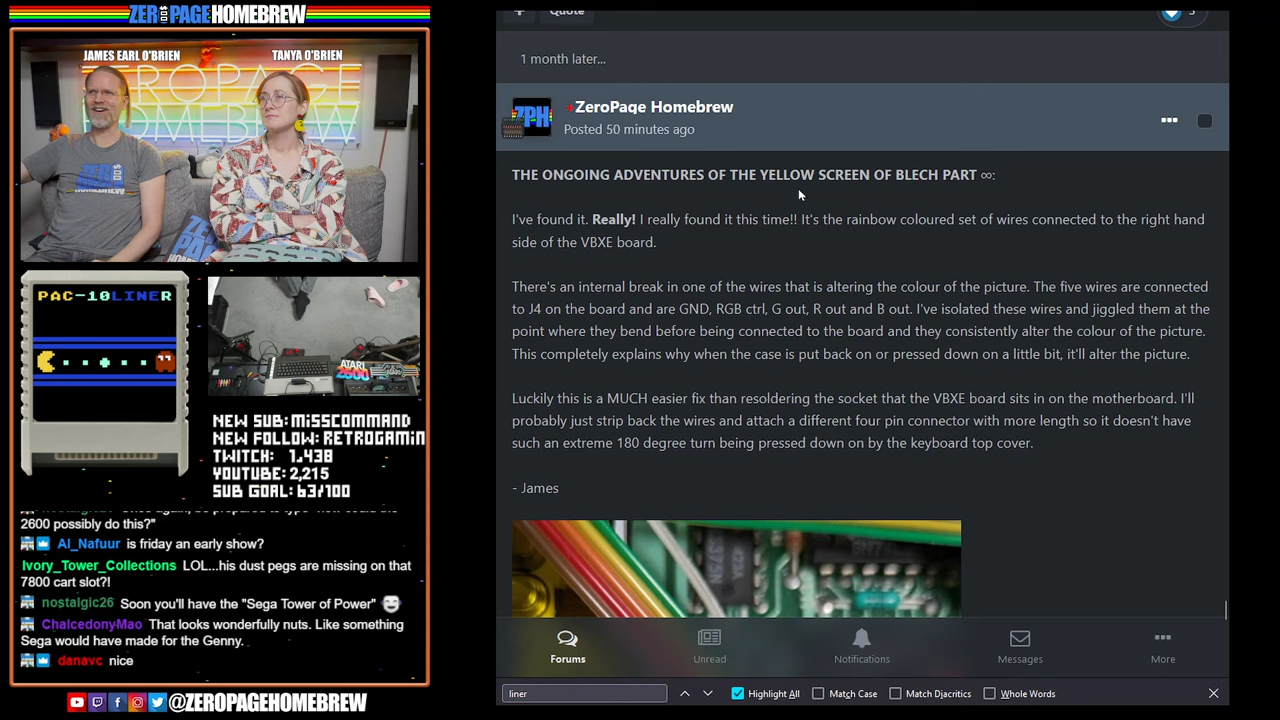 ZEROPAGE HOMEBREW
JAMES EARL O'BRIEN
TANYA O'BRIEN
ZEROPAGE
HOMEBREW
PAC-10LINER
ATARI
2600
NEW SUB: MISSCOMMAND
NEW FOLLOW: RETROGAMIN
TWITCH: 1,438
YOUTUBE: 2,215
SUB GOAL: 63/100
2600 possibly do this?"
Al_Nafuur is friday an early show?
Ivory_Tower_Collections LOL...his dust pegs are missing on that
7800 cart slot?!
nostalgic26 Soon you'll have the "Sega Tower of Power"
ChalcedonyMao That looks wonderfully nuts. Like something
Sega would have made for the Genny.
danavc nice
@ZEROPAGEHOMEBREW
+ Quote
3
1 month later...
ZPH
ZeroPage Homebrew
Posted 50 minutes ago
THE ONGOING ADVENTURES OF THE YELLOW SCREEN OF BLECH PART ∞:
I've found it. Really! I really found it this time!! It's the rainbow coloured set of wires connected to the right hand
side of the VBXE board.
There's an internal break in one of the wires that is altering the colour of the picture. The five wires are connected
to J4 on the board and are GND, RGB ctrl, G out, R out and B out. I've isolated these wires and jiggled them at the
point where they bend before being connected to the board and they consistently alter the colour of the picture.
This completely explains why when the case is put back on or pressed down on a little bit, it'll alter the picture.
Luckily this is a MUCH easier fix than resoldering the socket that the VBXE board sits in on the motherboard. I'll
probably just strip back the wires and attach a different four pin connector with more length so it doesn't have
such an extreme 180 degree turn being pressed down on by the keyboard top cover.
- James
Forums
Unread
Notifications
Messages
More
liner
Highlight All
Match Case
Match Diacritics
Whole Words